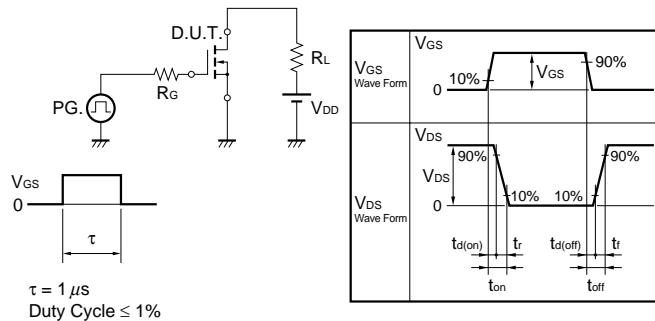 D.U.T.
RL
RG
PG.
VDD
VGS
0
τ
τ = 1 μs
Duty Cycle ≤ 1%
VGS
Wave Form
VGS
10%
VGS
90%
0
VDS
Wave Form
VDS
90%
VDS
10%
10%
90%
0
td(on)
tr
td(off)
tf
ton
toff